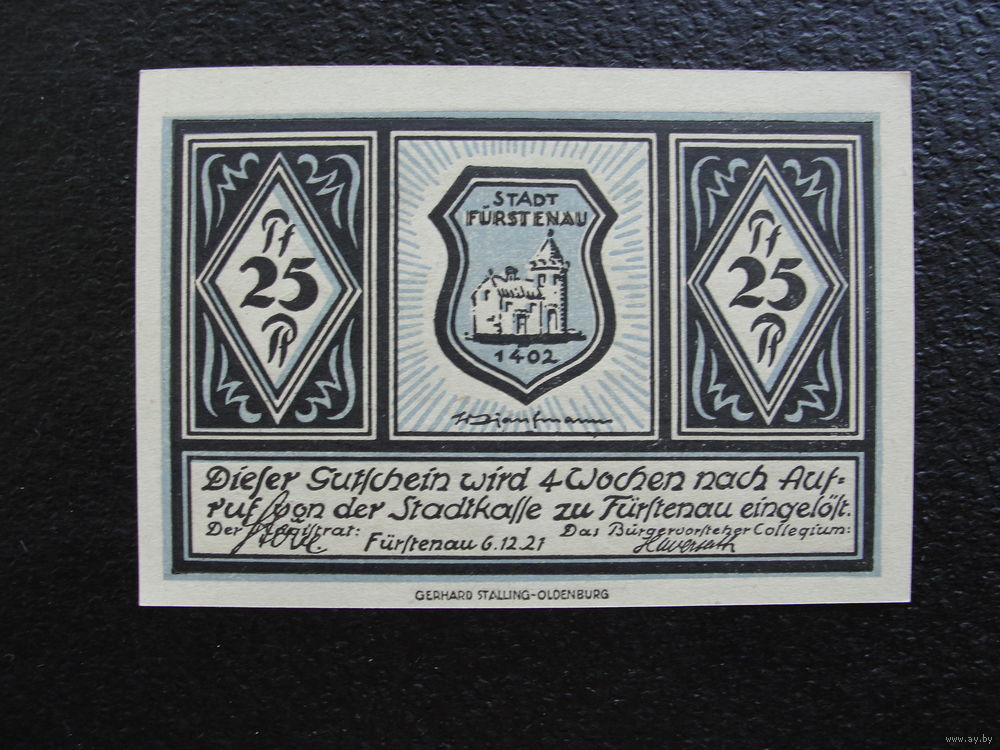 STADT
FÜRSTENAU
1402
Pf
25
Pf
Pf
25
Pf
Dieser Gutschein wird 4 Wochen nach Auf=
ruf von der Stadtkasse zu Fürstenau eingelöst.
Der Magistrat: Das Bürgervorsteher Collegium:
Fürstenau 6.12.21
GERHARD STALLING-OLDENBURG
www.ay.by